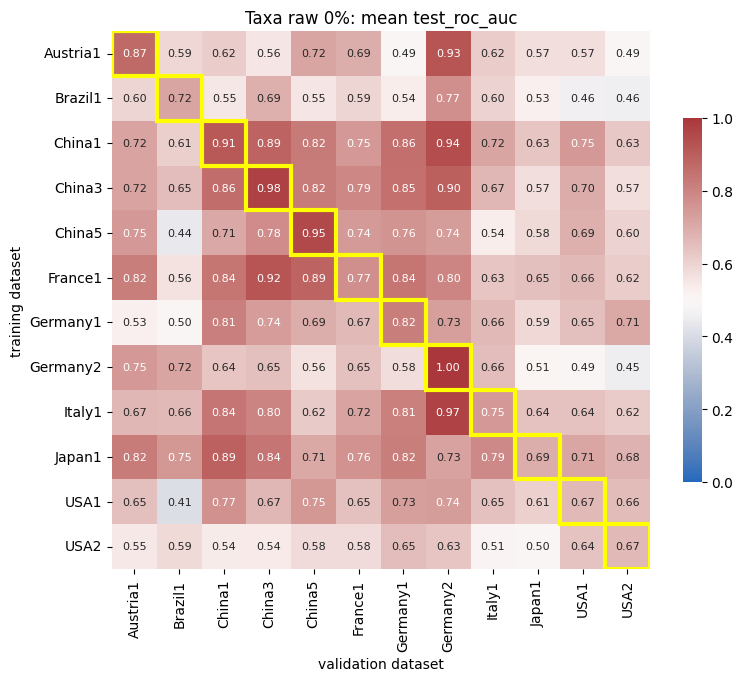 Taxa raw 0%: mean test_roc_auc
training dataset
Austria1 0.87 0.59 0.62 0.56 0.72 0.69 0.49 0.93 0.62 0.57 0.57 0.49
Brazil1 0.60 0.72 0.55 0.69 0.55 0.59 0.54 0.77 0.60 0.53 0.46 0.46
China1 0.72 0.61 0.91 0.89 0.82 0.75 0.86 0.94 0.72 0.63 0.75 0.63
China3 0.72 0.65 0.86 0.98 0.82 0.79 0.85 0.90 0.67 0.57 0.70 0.57
China5 0.75 0.44 0.71 0.78 0.95 0.74 0.76 0.74 0.54 0.58 0.69 0.60
France1 0.82 0.56 0.84 0.92 0.89 0.77 0.84 0.80 0.63 0.65 0.66 0.62
Germany1 0.53 0.50 0.81 0.74 0.69 0.67 0.82 0.73 0.66 0.59 0.65 0.71
Germany2 0.75 0.72 0.64 0.65 0.56 0.65 0.58 1.00 0.66 0.51 0.49 0.45
Italy1 0.67 0.66 0.84 0.80 0.62 0.72 0.81 0.97 0.75 0.64 0.64 0.62
Japan1 0.82 0.75 0.89 0.84 0.71 0.76 0.82 0.73 0.79 0.69 0.71 0.68
USA1 0.65 0.41 0.77 0.67 0.75 0.65 0.73 0.74 0.65 0.61 0.67 0.66
USA2 0.55 0.59 0.54 0.54 0.58 0.58 0.65 0.63 0.51 0.50 0.64 0.67
Austria1 Brazil1 China1 China3 China5 France1 Germany1 Germany2 Italy1 Japan1 USA1 USA2
validation dataset
1.0
0.8
0.6
0.4
0.2
0.0